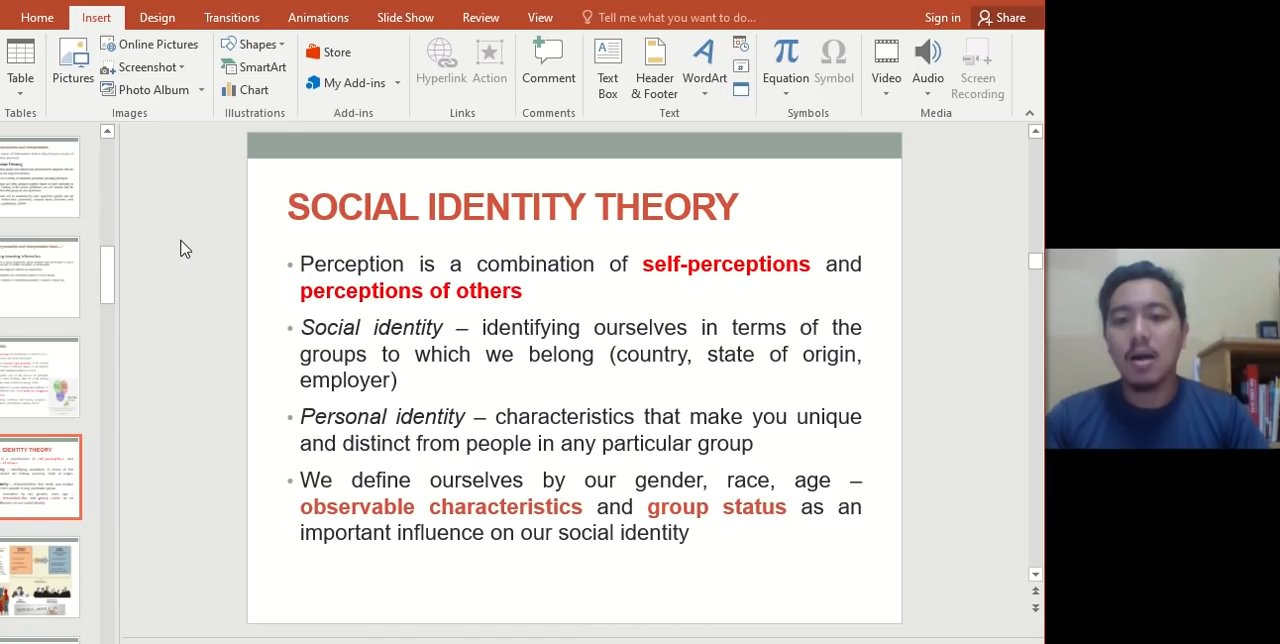 Home Insert Design Transitions Animations Slide Show Review View Tell me what you want to do... Sign in Share
Table
Pictures
Online Pictures
Screenshot
Photo Album
Shapes
SmartArt
Chart
Store
My Add-ins
Hyperlink
Action
Comment
Text
Box
Header
& Footer
WordArt
Equation
Symbol
Video
Audio
Screen
Recording
Tables Images Illustrations Add-ins Links Comments Text Symbols Media
SOCIAL IDENTITY THEORY
• Perception is a combination of self-perceptions and
perceptions of others
• Social identity – identifying ourselves in terms of the
groups to which we belong (country, state of origin,
employer)
• Personal identity – characteristics that make you unique
and distinct from people in any particular group
• We define ourselves by our gender, race, age –
observable characteristics and group status as an
important influence on our social identity
IDENTITY THEORY